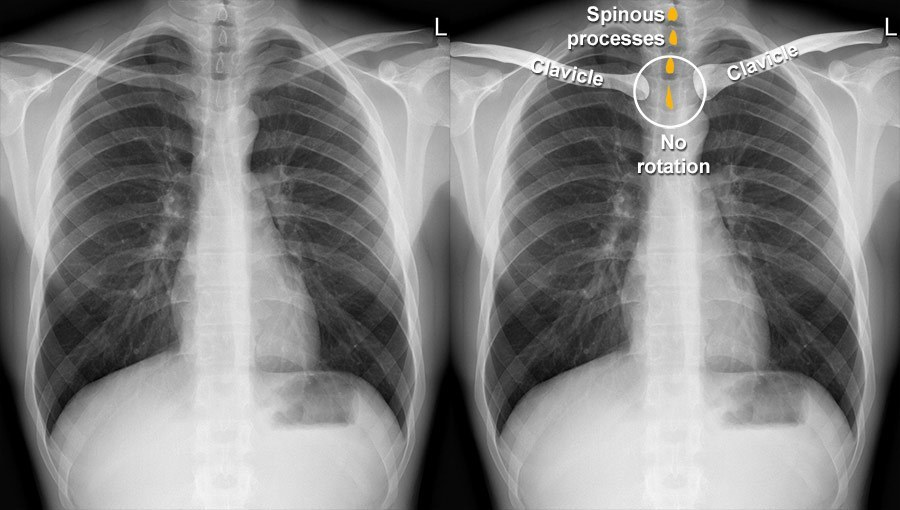 L
Spinous
processes
L
Clavicle
Clavicle
No
rotation